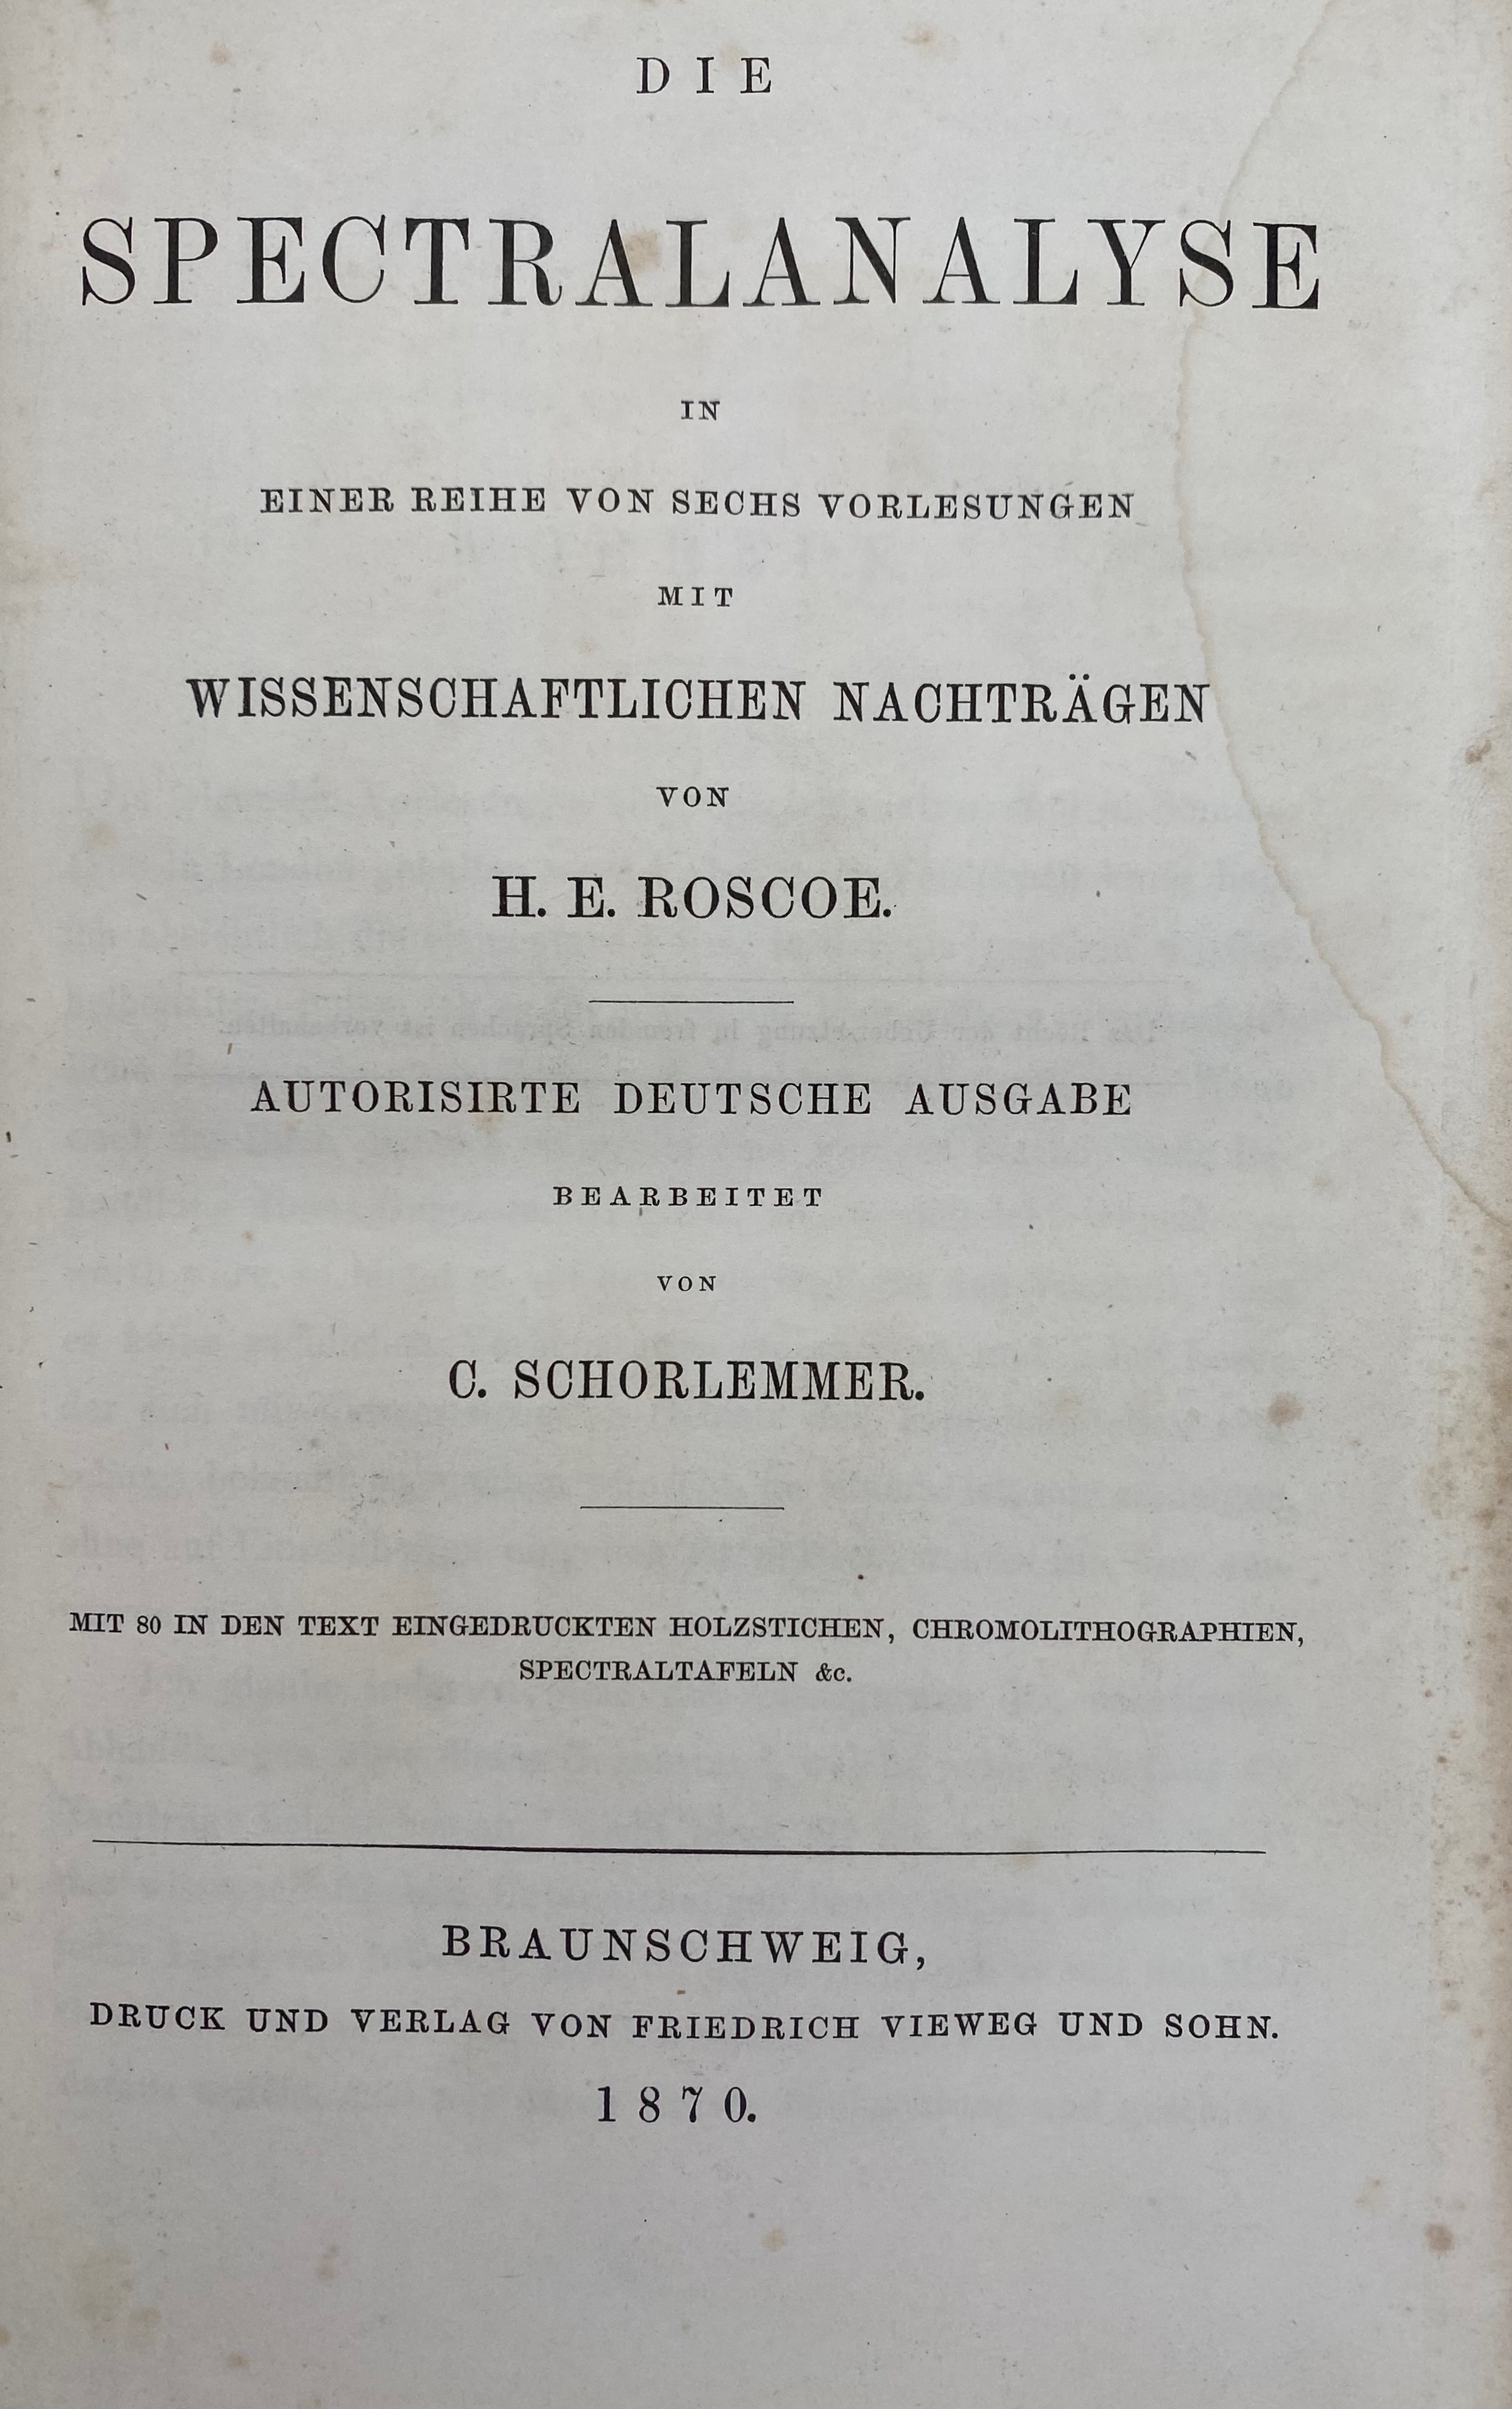 DIE
SPECTRALANALYSE
IN
EINER REIHE VON SECHS VORLESUNGEN
MIT
WISSENSCHAFTLICHEN NACHTRÄGEN
VON
H. E. ROSCOE.
AUTORISIRTE DEUTSCHE AUSGABE
BEARBEITET
VON
C. SCHORLEMMER.
MIT 80 IN DEN TEXT EINGEDRUCKTEN HOLZSTICHEN, CHROMOLITHOGRAPHIEN,
SPECTRALTAFELN &c.
BRAUNSCHWEIG,
DRUCK UND VERLAG VON FRIEDRICH VIEWEG UND SOHN.
1870.